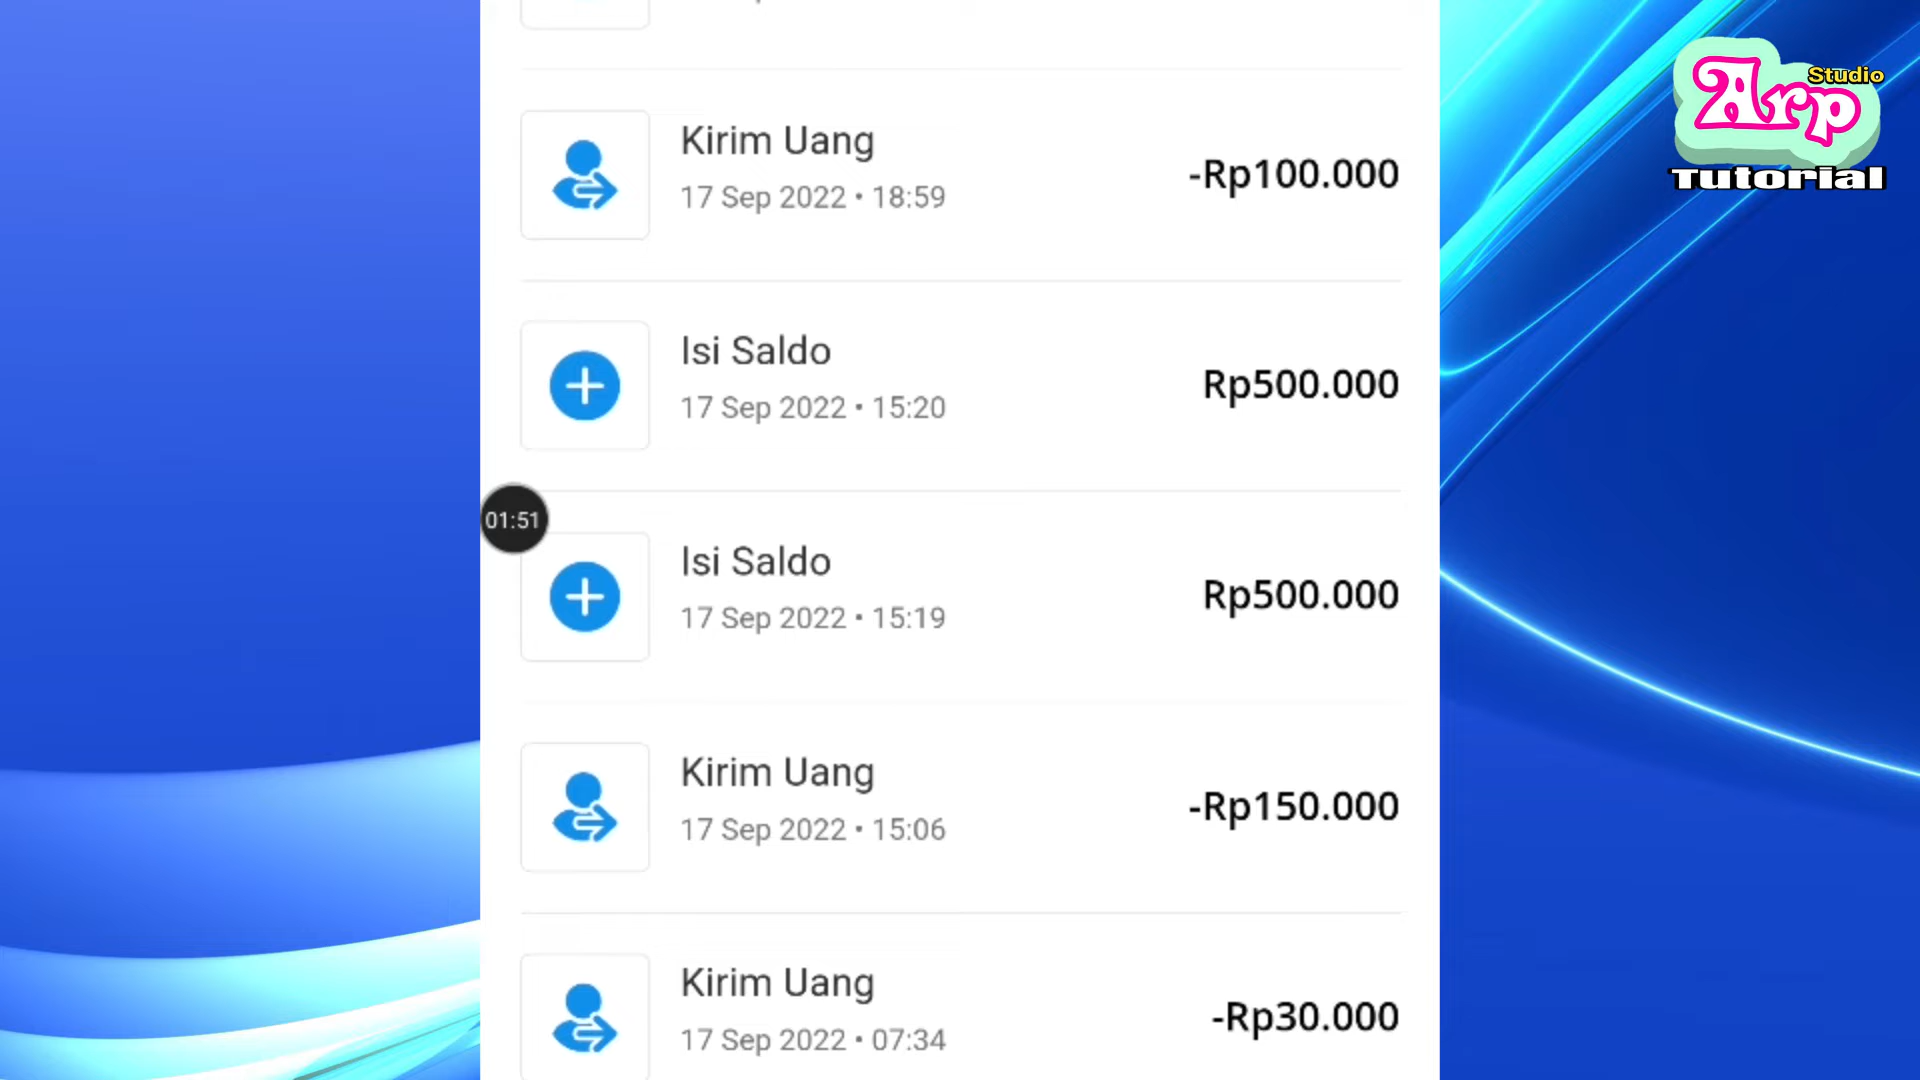 Studio
Arp
Tutorial
Kirim Uang
17 Sep 2022 • 18:59
-Rp100.000
Isi Saldo
17 Sep 2022 • 15:20
Rp500.000
01:51
Isi Saldo
17 Sep 2022 • 15:19
Rp500.000
Kirim Uang
17 Sep 2022 • 15:06
-Rp150.000
Kirim Uang
17 Sep 2022 • 07:34
-Rp30.000